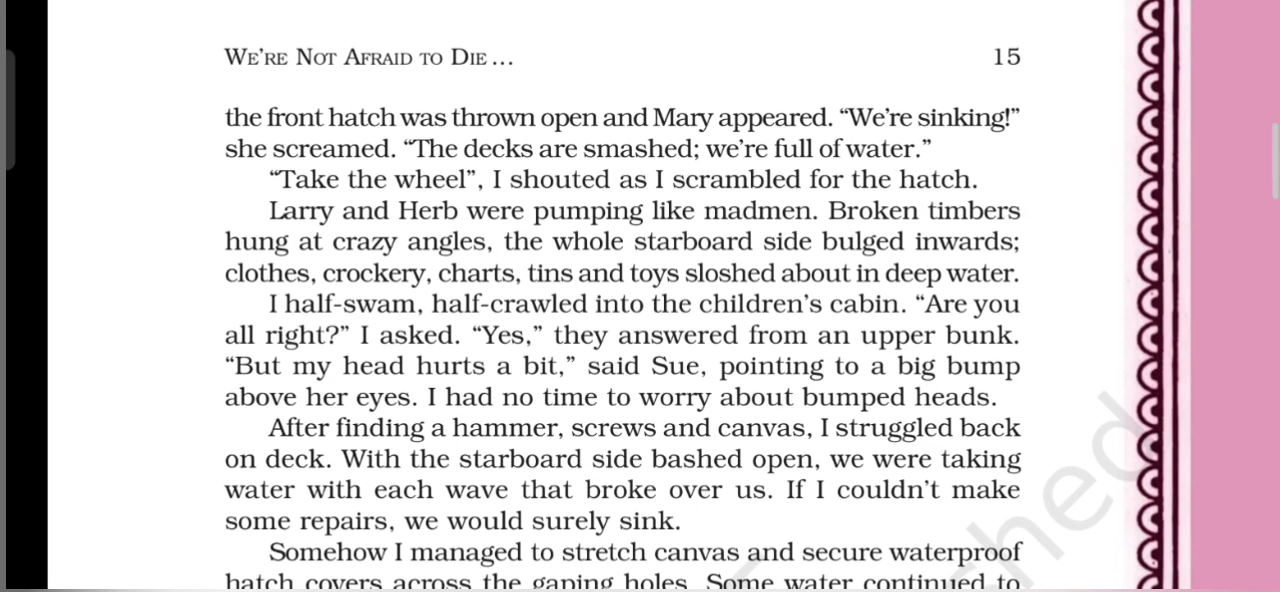 WE'RE NOT AFRAID TO DIE... 15
the front hatch was thrown open and Mary appeared. “We're sinking!”
she screamed. “The decks are smashed; we're full of water.”
“Take the wheel”, I shouted as I scrambled for the hatch.
Larry and Herb were pumping like madmen. Broken timbers
hung at crazy angles, the whole starboard side bulged inwards;
clothes, crockery, charts, tins and toys sloshed about in deep water.
I half-swam, half-crawled into the children's cabin. “Are you
all right?” I asked. “Yes,” they answered from an upper bunk.
“But my head hurts a bit,” said Sue, pointing to a big bump
above her eyes. I had no time to worry about bumped heads.
After finding a hammer, screws and canvas, I struggled back
on deck. With the starboard side bashed open, we were taking
water with each wave that broke over us. If I couldn't make
some repairs, we would surely sink.
Somehow I managed to stretch canvas and secure waterproof
hatch covers across the gaping holes. Some water continued to
shed